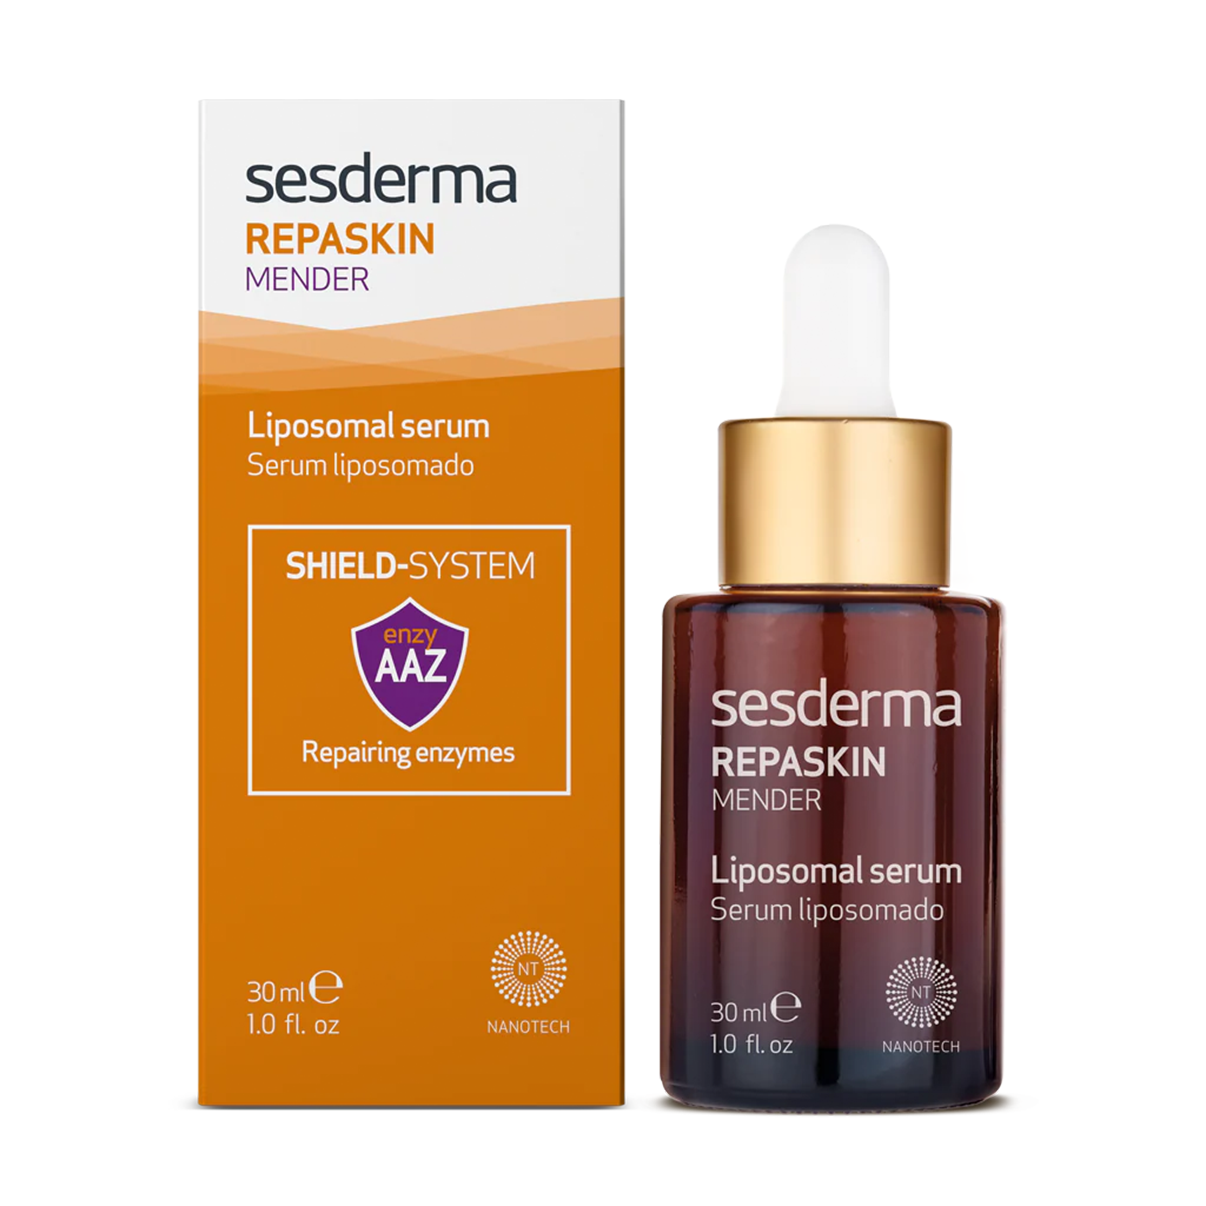 sesderma
REPASKIN
MENDER
Liposomal serum
Serum liposomado
SHIELD-SYSTEM
enzy
AAZ
Repairing enzymes
30 ml ℮
1.0 fl. oz
NT
NANOTECH
sesderma
REPASKIN
MENDER
Liposomal serum
Serum liposomado
30 ml ℮
1.0 fl. oz
NT
NANOTECH